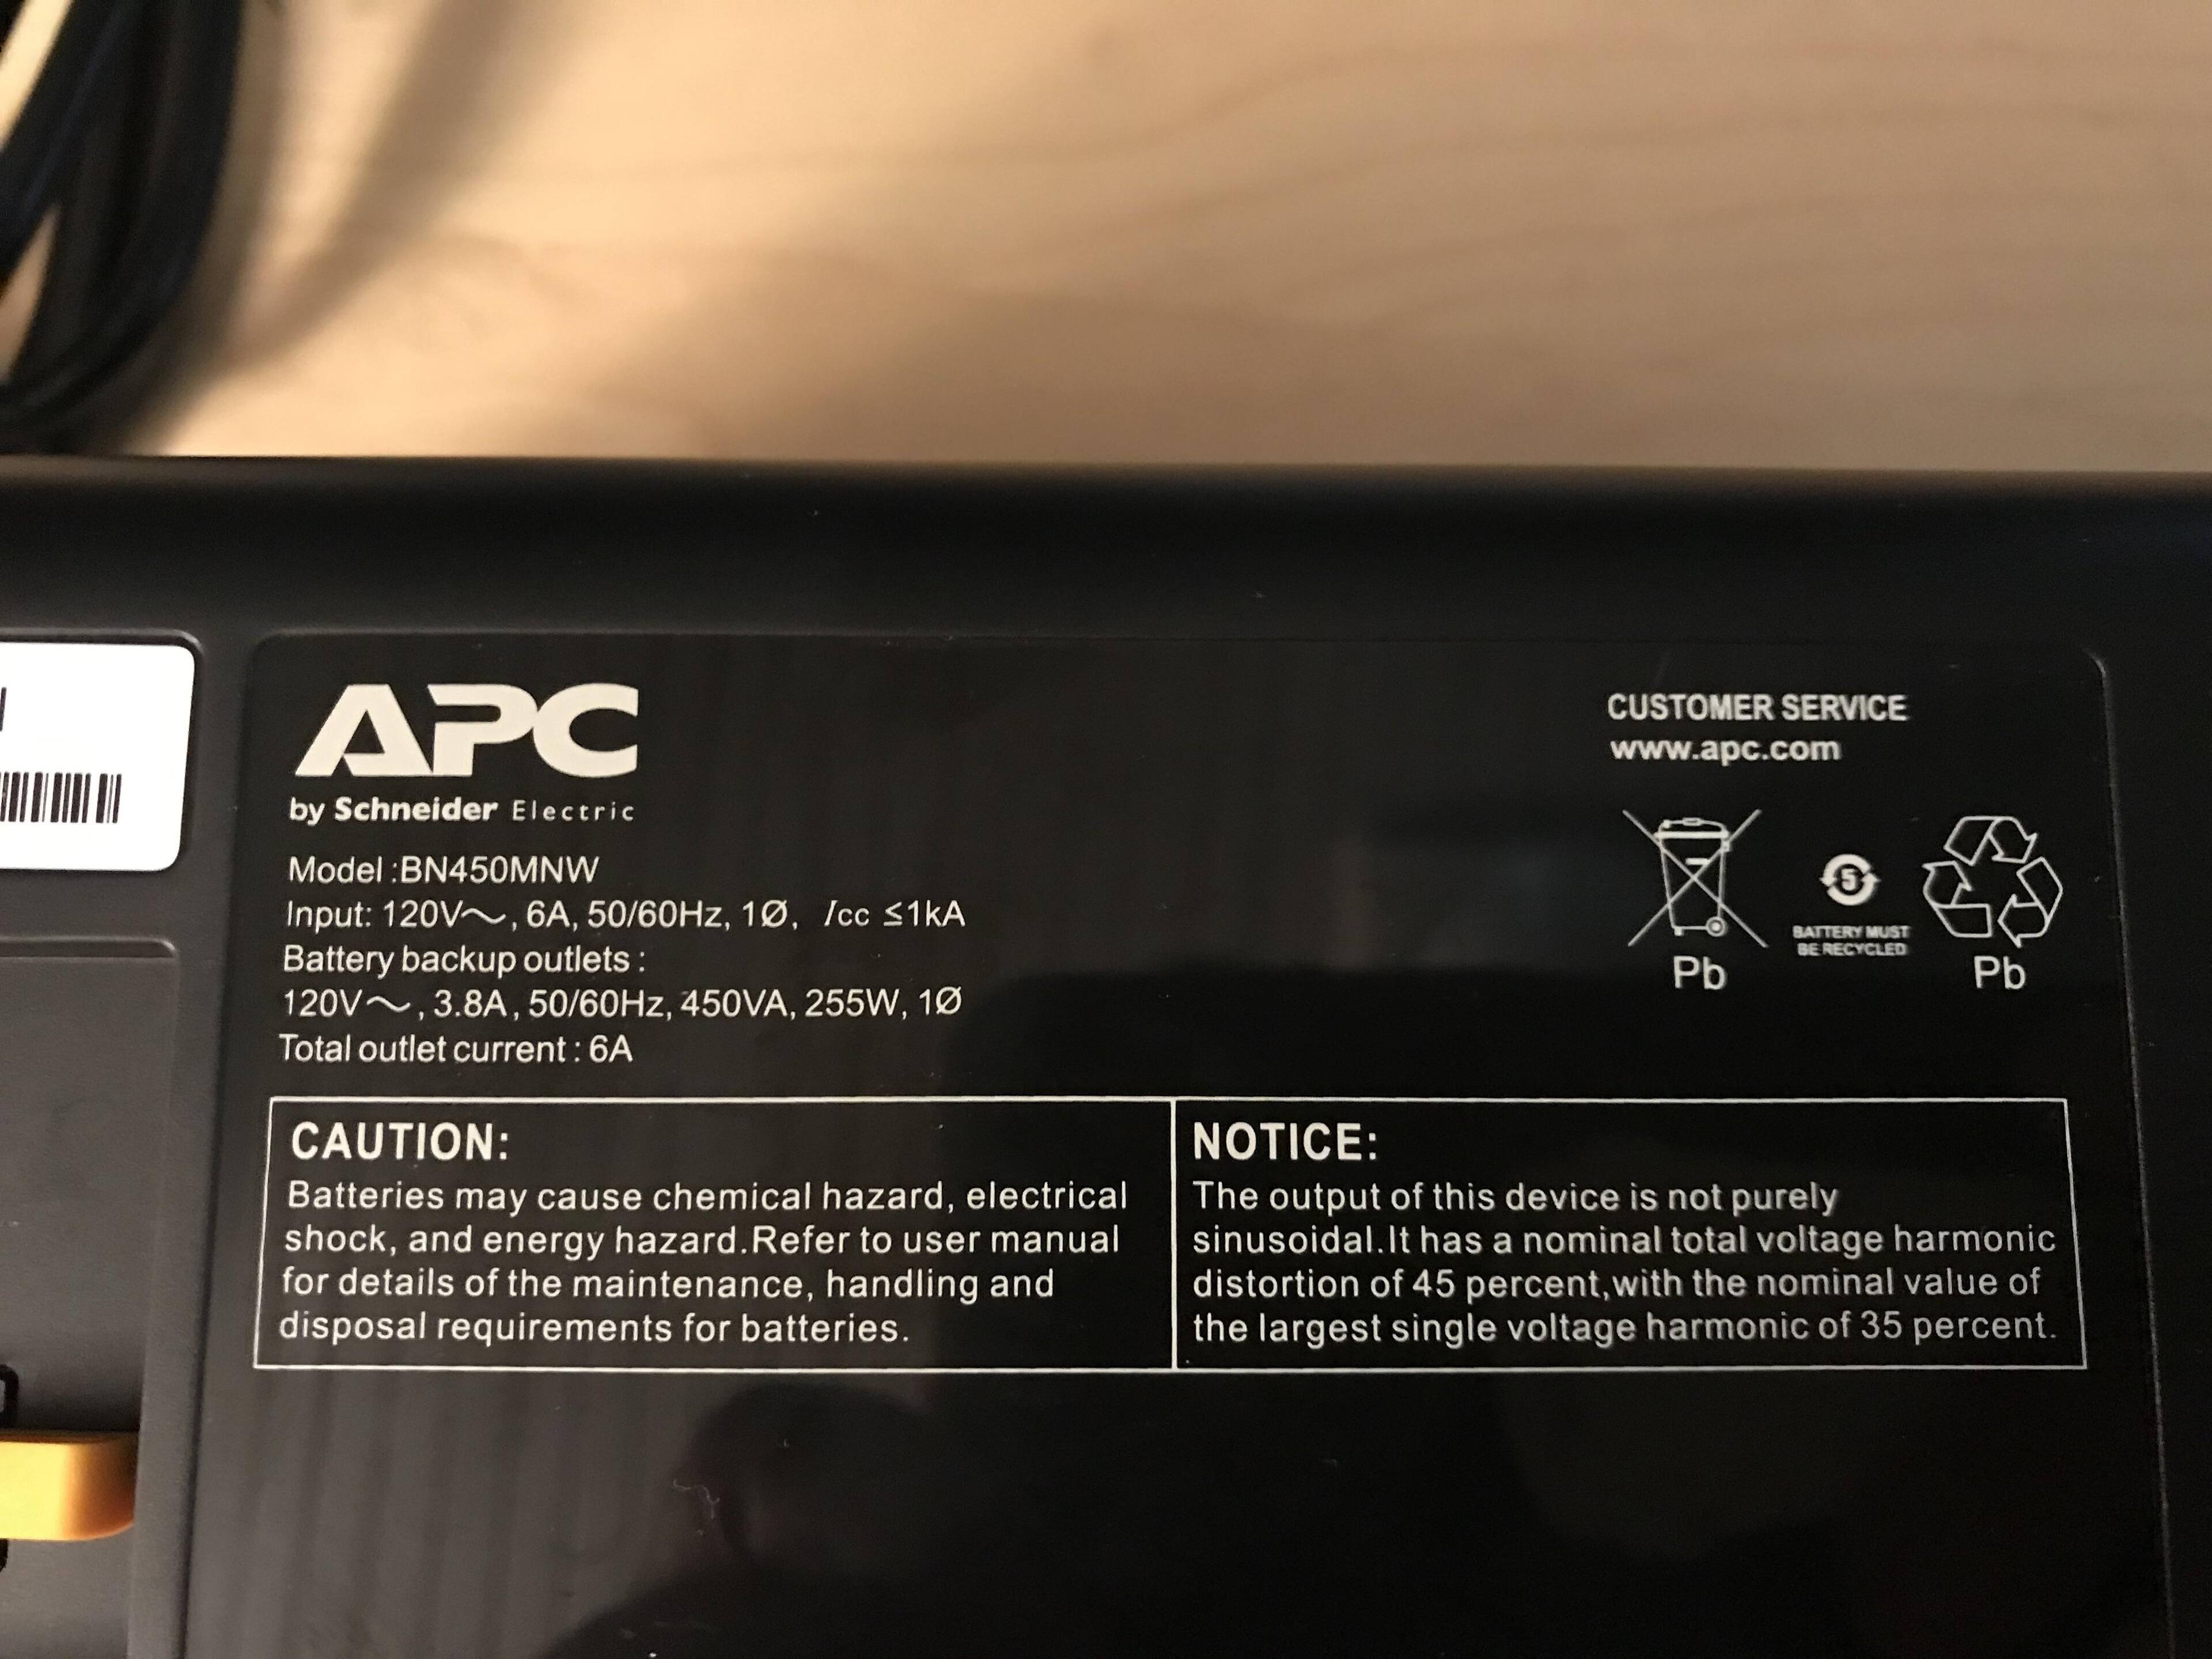 APC
by Schneider Electric
Model :BN450MNW
Input: 120V～, 6A, 50/60Hz, 1Ø, Icc ≤1kA
Battery backup outlets :
120V～, 3.8A, 50/60Hz, 450VA, 255W, 1Ø
Total outlet current : 6A
CUSTOMER SERVICE
www.apc.com
Pb
5
BATTERY MUST
BE RECYCLED
Pb
CAUTION:
Batteries may cause chemical hazard, electrical
shock, and energy hazard.Refer to user manual
for details of the maintenance, handling and
disposal requirements for batteries.
NOTICE:
The output of this device is not purely
sinusoidal.It has a nominal total voltage harmonic
distortion of 45 percent,with the nominal value of
the largest single voltage harmonic of 35 percent.